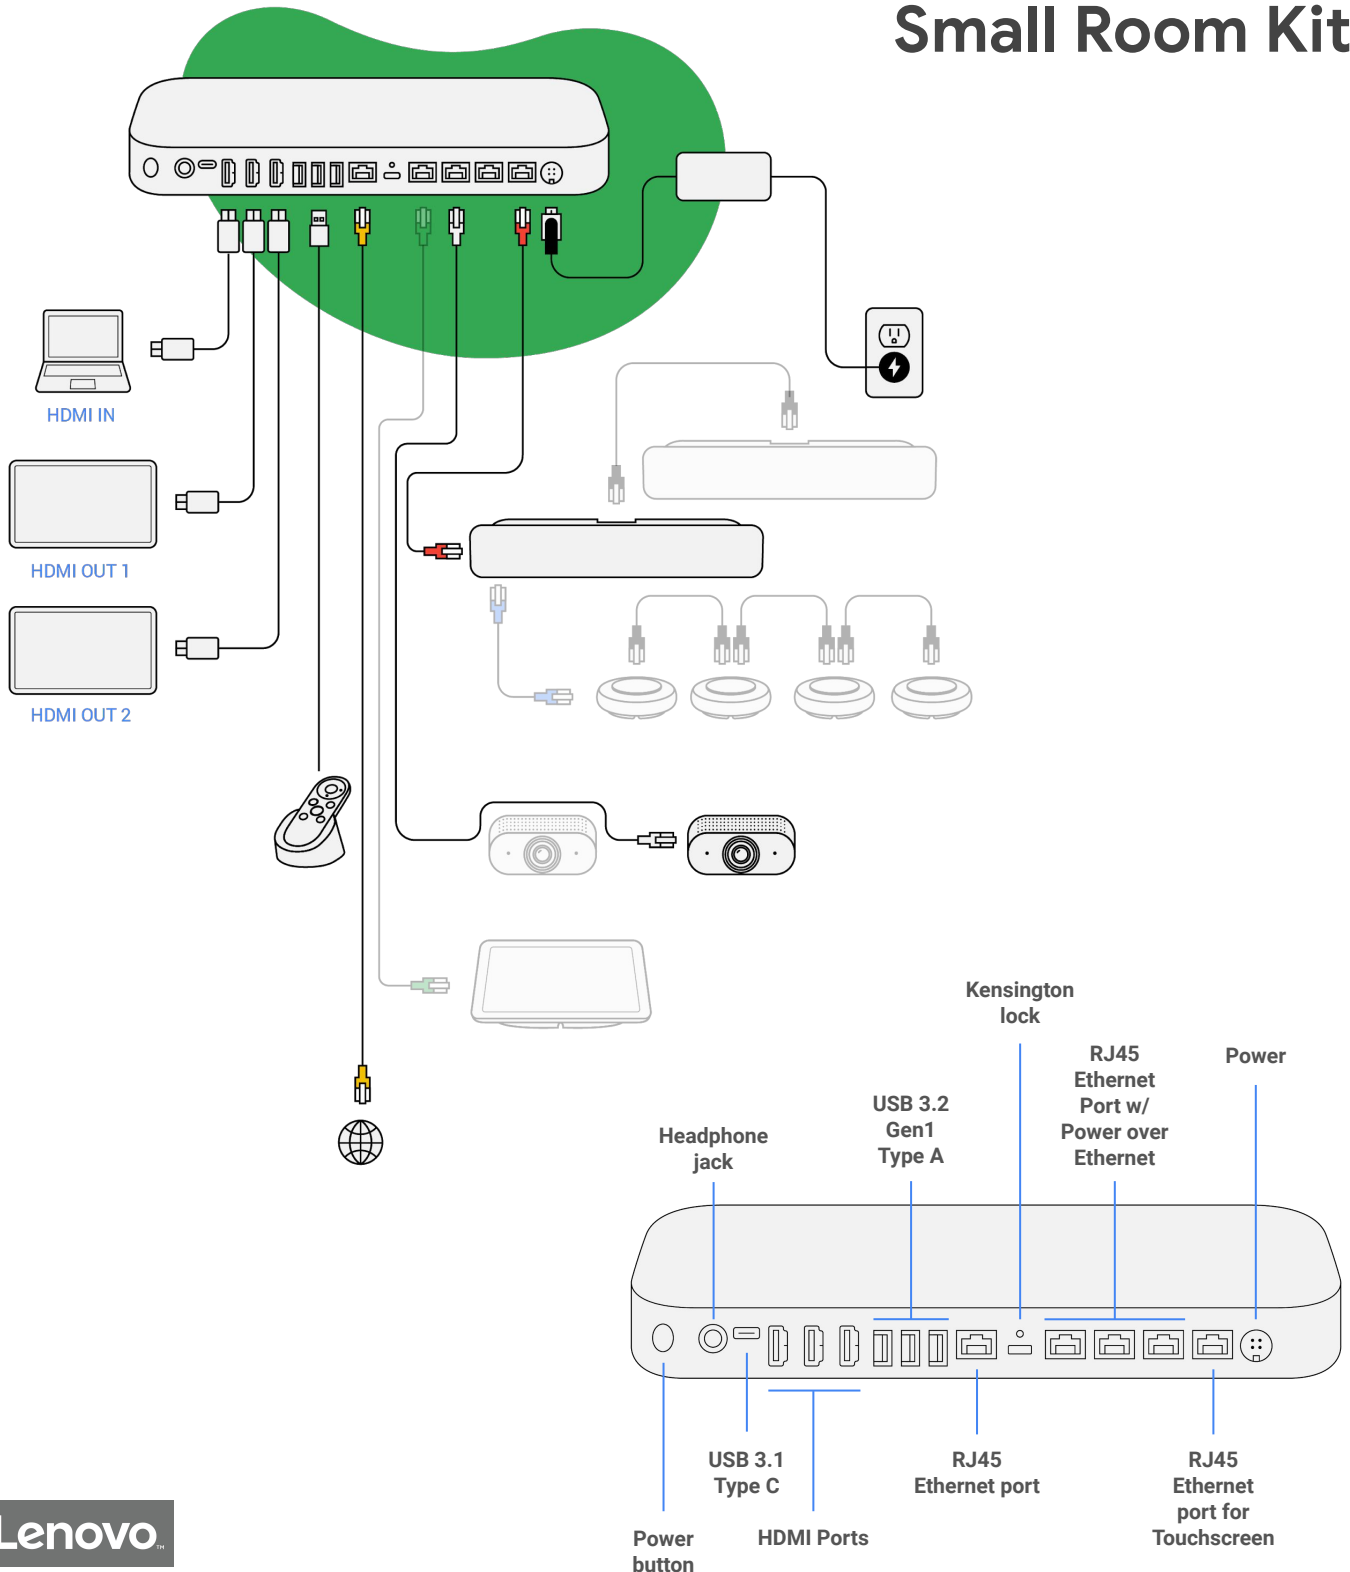 Small Room Kit
HDMI IN
HDMI OUT 1
HDMI OUT 2
Kensington
lock
RJ45
Ethernet
Port w/
Power over
Ethernet
Power
USB 3.2
Gen1
Type A
Headphone
jack
USB 3.1
Type C
RJ45
Ethernet port
RJ45
Ethernet
port for
Touchscreen
HDMI Ports
Power
button
Lenovo™